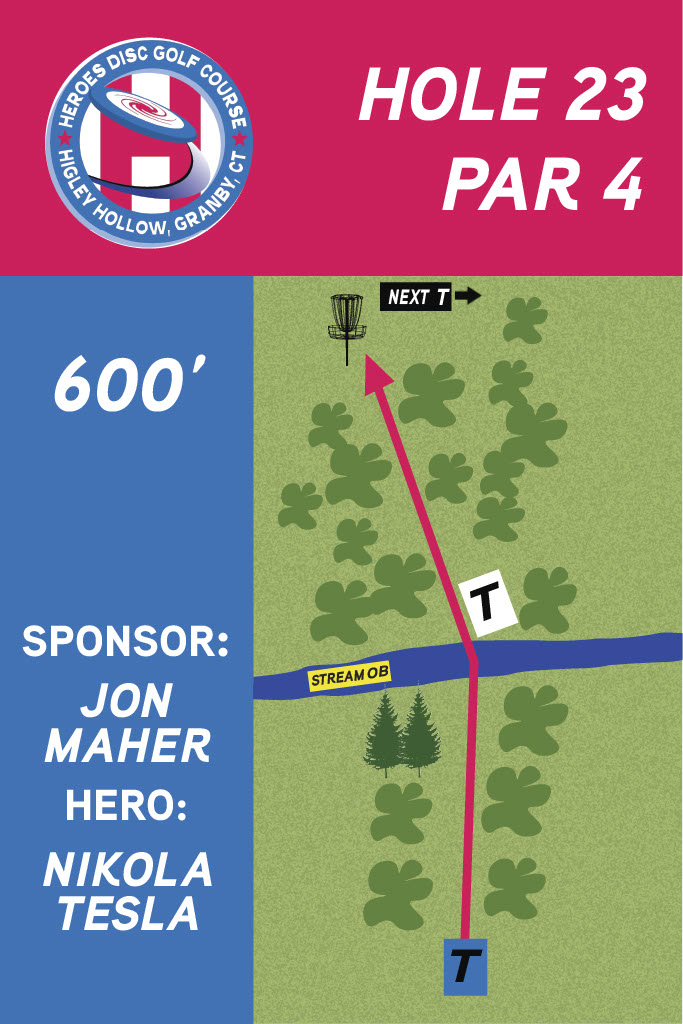 HEROES DISC GOLF COURSE
HIGLEY HOLLOW, GRANBY, CT
HOLE 23
PAR 4
NEXT T
600’
T
SPONSOR:
STREAM OB
JON
MAHER
HERO:
NIKOLA
TESLA
T